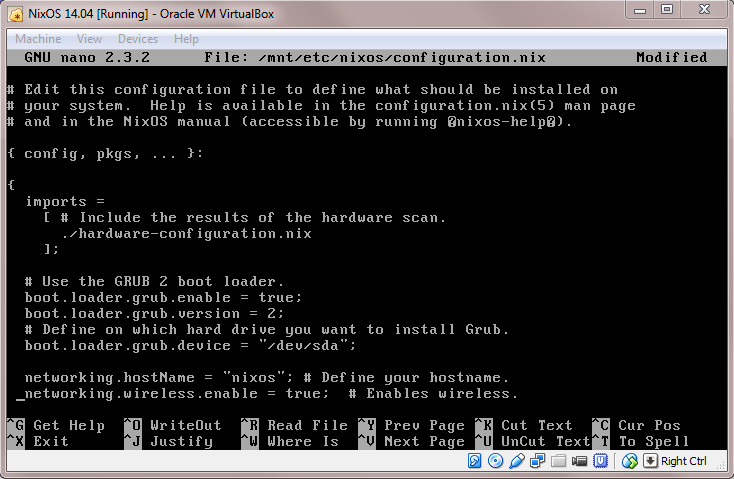 NixOS 14.04 [Running] - Oracle VM VirtualBox
Machine View Devices Help
GNU nano 2.3.2 File: /mnt/etc/nixos/configuration.nix Modified
# Edit this configuration file to define what should be installed on
# your system.  Help is available in the configuration.nix(5) man page
# and in the NixOS manual (accessible by running �nixos-help�).
{ config, pkgs, ... }:
{
  imports =
    [ # Include the results of the hardware scan.
      ./hardware-configuration.nix
    ];
  # Use the GRUB 2 boot loader.
  boot.loader.grub.enable = true;
  boot.loader.grub.version = 2;
  # Define on which hard drive you want to install Grub.
  boot.loader.grub.device = "/dev/sda";
  networking.hostName = "nixos"; # Define your hostname.
 _networking.wireless.enable = true;  # Enables wireless.
^G Get Help ^O WriteOut ^R Read File ^Y Prev Page ^K Cut Text ^C Cur Pos
^X Exit ^J Justify ^W Where Is ^V Next Page ^U UnCut Text ^T To Spell
Right Ctrl